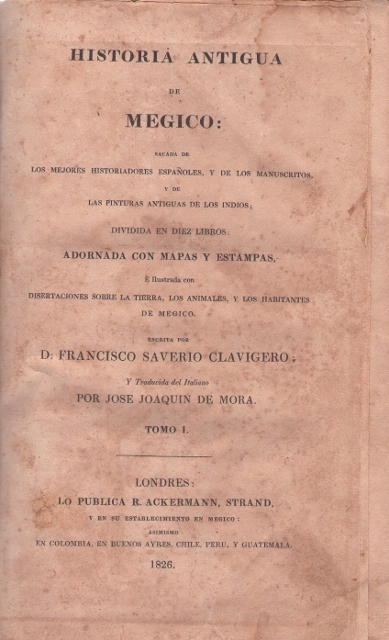 HISTORIA ANTIGUA
DE
MEGICO:
SACADA DE
LOS MEJORES HISTORIADORES ESPAÑOLES, Y DE LOS MANUSCRITOS,
Y DE
LAS PINTURAS ANTIGUAS DE LOS INDIOS;
DIVIDIDA EN DIEZ LIBROS:
ADORNADA CON MAPAS Y ESTAMPAS,
É Ilustrada con
DISERTACIONES SOBRE LA TIERRA, LOS ANIMALES, Y LOS HABITANTES
DE MEGICO.
ESCRITA POR
D. FRANCISCO SAVERIO CLAVIGERO;
Y Traducida del Italiano
POR JOSE JOAQUIN DE MORA.
TOMO I.
LONDRES:
LO PUBLICA R. ACKERMANN, STRAND,
Y EN SU ESTABLECIMIENTO EN MEGICO:
ASIMISMO
EN COLOMBIA, EN BUENOS AYRES, CHILE, PERU, Y GUATEMALA.
1826.